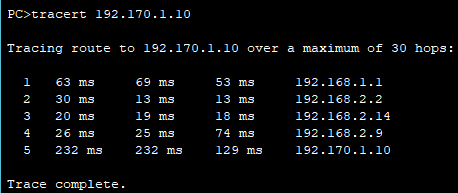 PC>tracert 192.170.1.10
Tracing route to 192.170.1.10 over a maximum of 30 hops:
1 63 ms 69 ms 53 ms 192.168.1.1
2 30 ms 13 ms 13 ms 192.168.2.2
3 20 ms 19 ms 18 ms 192.168.2.14
4 26 ms 25 ms 74 ms 192.168.2.9
5 232 ms 232 ms 129 ms 192.170.1.10
Trace complete.